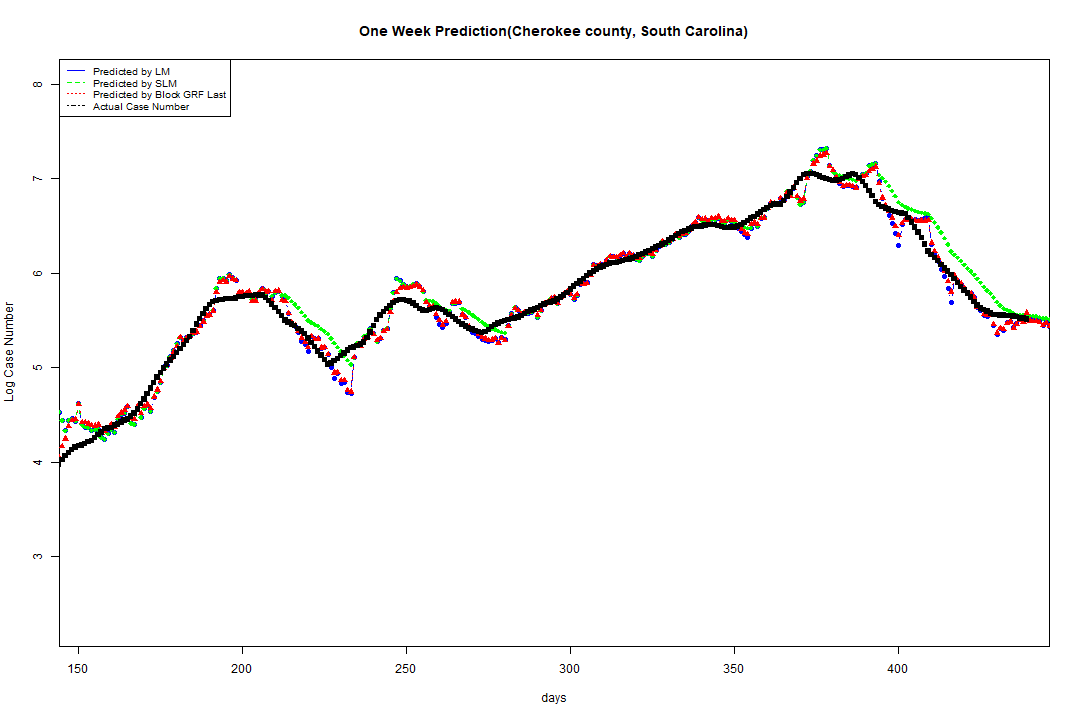 One Week Prediction(Cherokee county, South Carolina)
Predicted by LM
Predicted by SLM
Predicted by Block GRF Last
Actual Case Number
8
7
6
5
4
3
Log Case Number
150 200 250 300 350 400
days